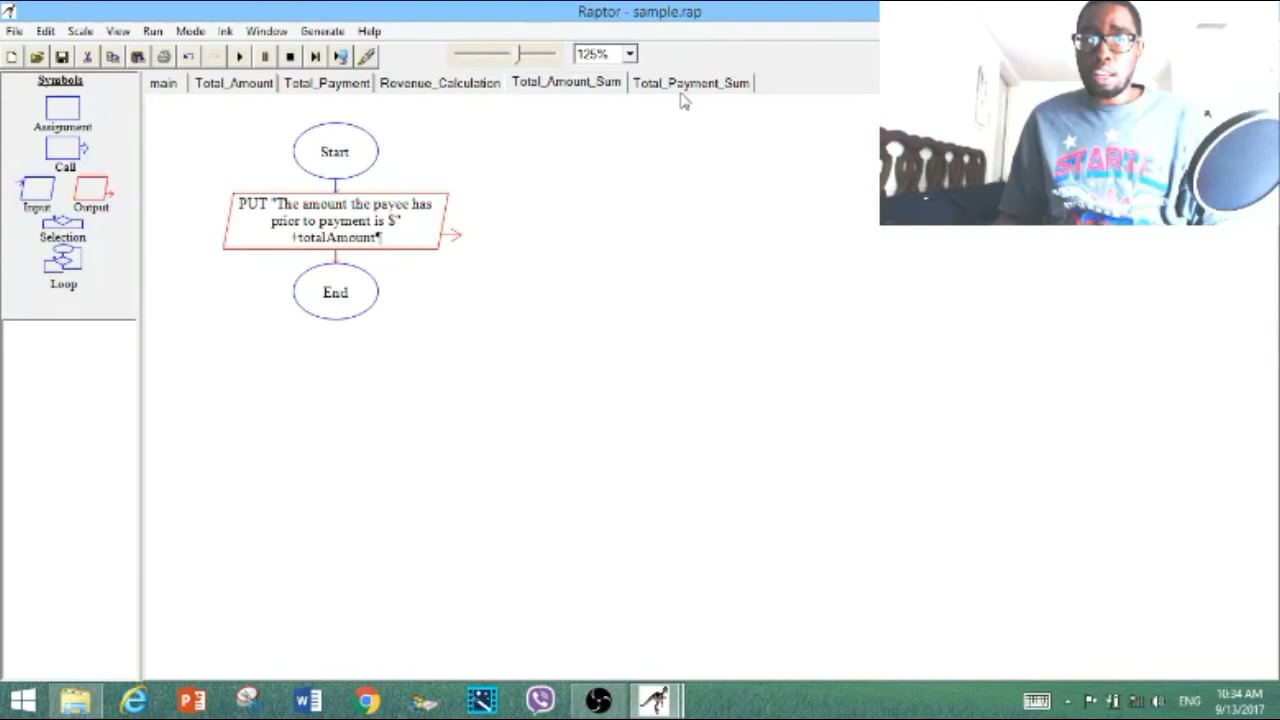 Raptor - sample.rap
File Edit Scale View Run Mode Ink Window Generate Help
125%
Symbols
main Total_Amount Total_Payment Revenue_Calculation Total_Amount_Sum Total_Payment_Sum
Assignment
Call
Input Output
Selection
Loop
Start
PUT "The amount the payee has
prior to payment is $"
+totalAmount¶
End
ENG
10:34 AM
9/13/2017